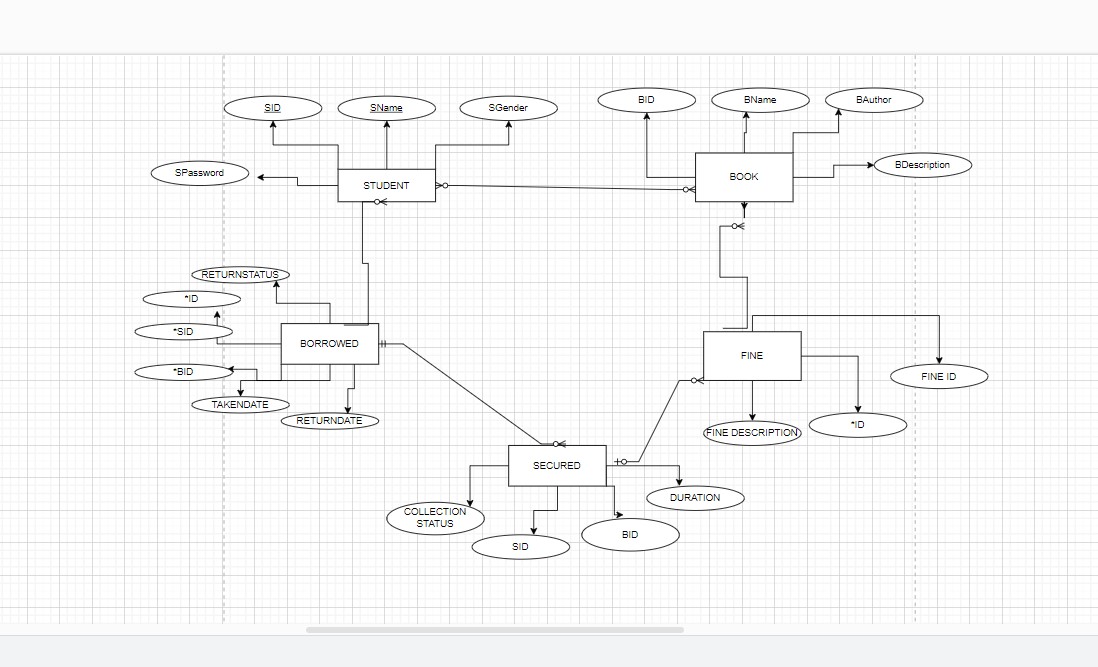 SID
SName
SGender
BID
BName
BAuthor
SPassword
STUDENT
BOOK
BDescription
RETURNSTATUS
*ID
*SID
BORROWED
*BID
TAKENDATE
RETURNDATE
FINE
FINE ID
FINE DESCRIPTION
*ID
SECURED
COLLECTION
STATUS
SID
BID
DURATION